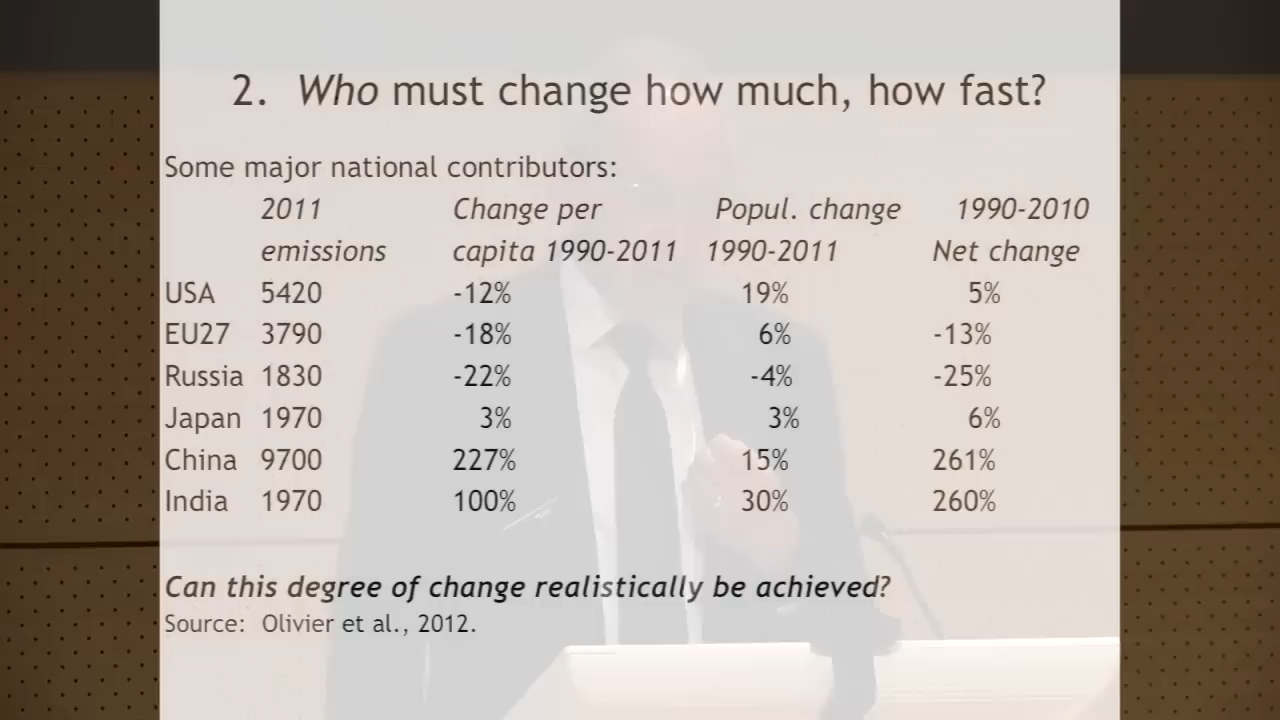 2. Who must change how much, how fast?
Some major national contributors:
2011 Change per Popul. change 1990-2010
emissions capita 1990-2011 1990-2011 Net change
USA 5420 -12% 19% 5%
EU27 3790 -18% 6% -13%
Russia 1830 -22% -4% -25%
Japan 1970 3% 3% 6%
China 9700 227% 15% 261%
India 1970 100% 30% 260%
Can this degree of change realistically be achieved?
Source: Olivier et al., 2012.